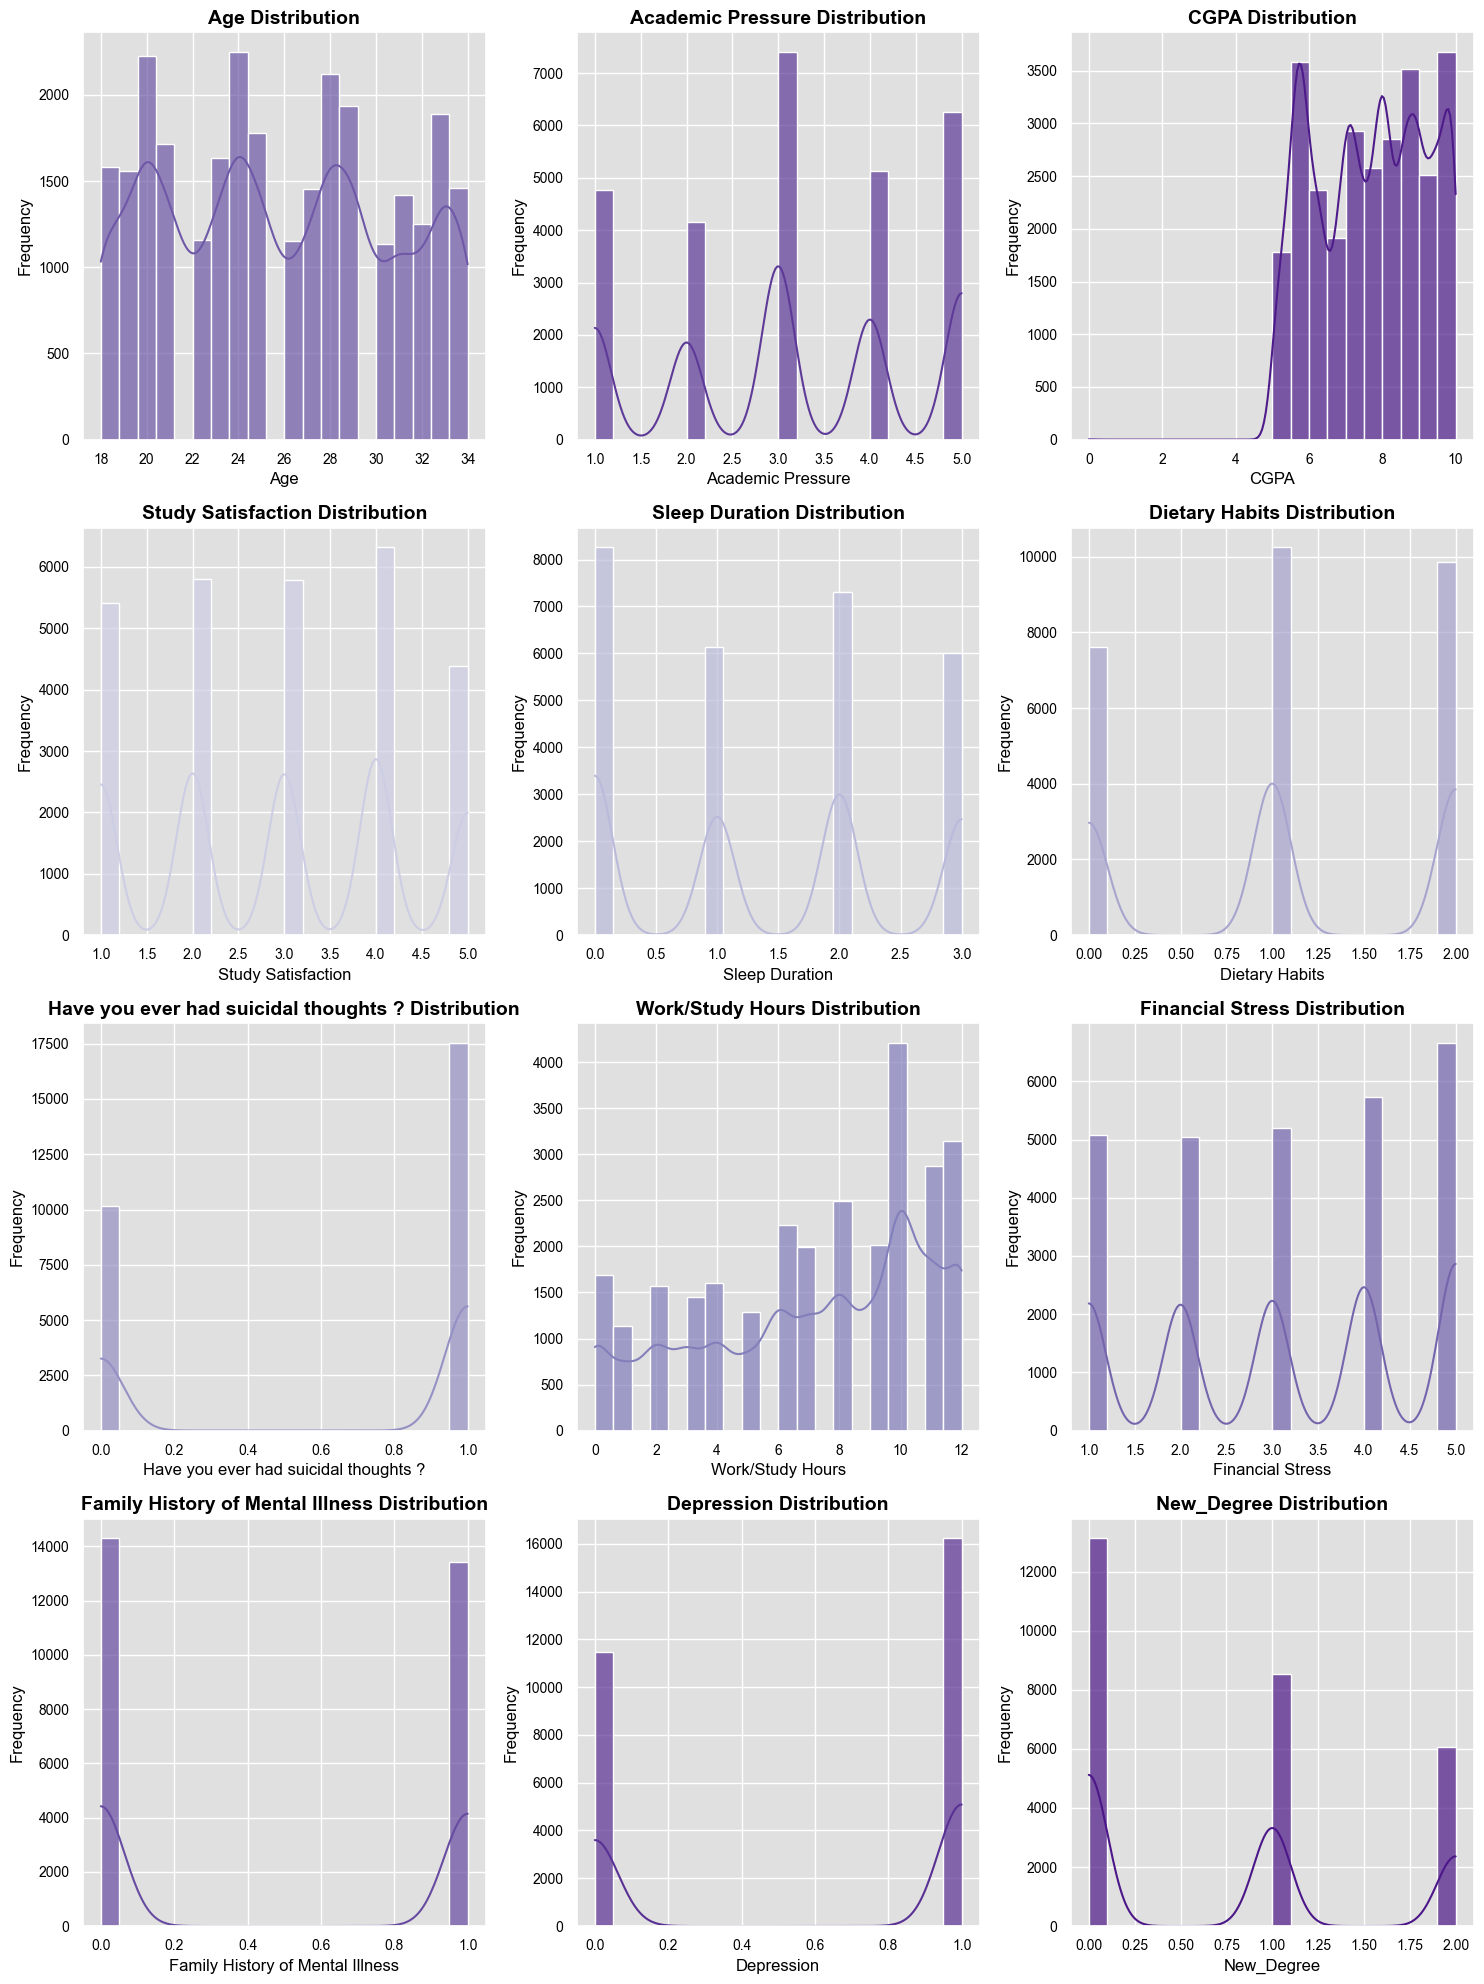 Age Distribution
Frequency
2000
1500
1000
500
0
18 20 22 24 26 28 30 32 34
Age
Academic Pressure Distribution
Frequency
7000
6000
5000
4000
3000
2000
1000
0
1.0 1.5 2.0 2.5 3.0 3.5 4.0 4.5 5.0
Academic Pressure
CGPA Distribution
Frequency
3500
3000
2500
2000
1500
1000
500
0
0 2 4 6 8 10
CGPA
Study Satisfaction Distribution
Frequency
6000
5000
4000
3000
2000
1000
0
1.0 1.5 2.0 2.5 3.0 3.5 4.0 4.5 5.0
Study Satisfaction
Sleep Duration Distribution
Frequency
8000
7000
6000
5000
4000
3000
2000
1000
0
0.0 0.5 1.0 1.5 2.0 2.5 3.0
Sleep Duration
Dietary Habits Distribution
Frequency
10000
8000
6000
4000
2000
0
0.00 0.25 0.50 0.75 1.00 1.25 1.50 1.75 2.00
Dietary Habits
Have you ever had suicidal thoughts ? Distribution
Frequency
17500
15000
12500
10000
7500
5000
2500
0
0.0 0.2 0.4 0.6 0.8 1.0
Have you ever had suicidal thoughts ?
Work/Study Hours Distribution
Frequency
4000
3500
3000
2500
2000
1500
1000
500
0
0 2 4 6 8 10 12
Work/Study Hours
Financial Stress Distribution
Frequency
6000
5000
4000
3000
2000
1000
0
1.0 1.5 2.0 2.5 3.0 3.5 4.0 4.5 5.0
Financial Stress
Family History of Mental Illness Distribution
Frequency
14000
12000
10000
8000
6000
4000
2000
0
0.0 0.2 0.4 0.6 0.8 1.0
Family History of Mental Illness
Depression Distribution
Frequency
16000
14000
12000
10000
8000
6000
4000
2000
0
0.0 0.2 0.4 0.6 0.8 1.0
Depression
New_Degree Distribution
Frequency
12000
10000
8000
6000
4000
2000
0
0.00 0.25 0.50 0.75 1.00 1.25 1.50 1.75 2.00
New_Degree